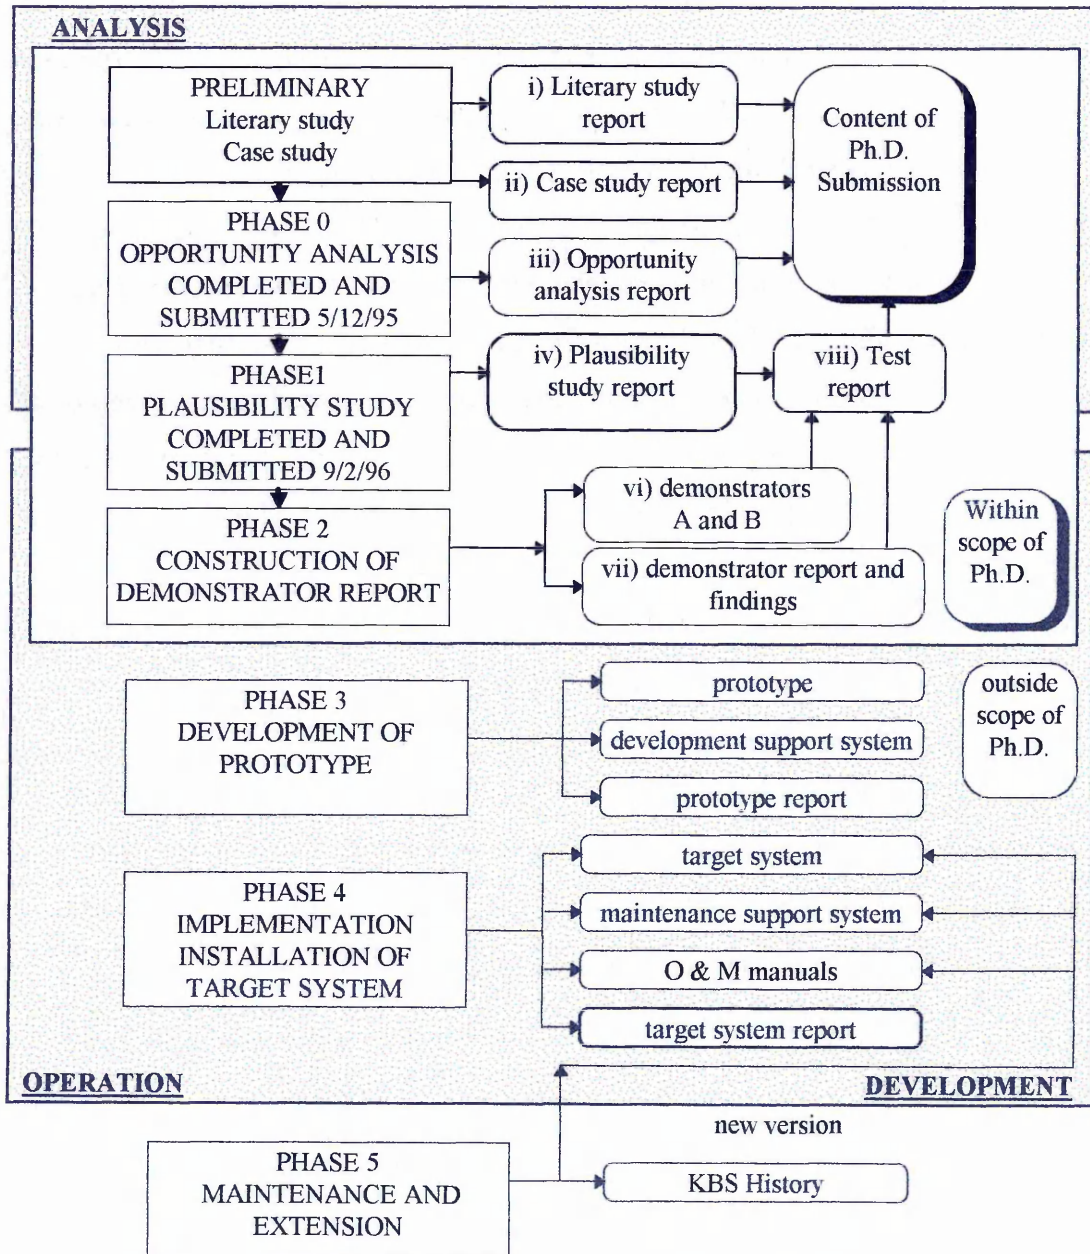 ANALYSIS
PRELIMINARY
Literary study
Case study
i) Literary study
report
ii) Case study report
Content of
Ph.D.
Submission
PHASE 0
OPPORTUNITY ANALYSIS
COMPLETED AND
SUBMITTED 5/12/95
iii) Opportunity
analysis report
PHASE1
PLAUSIBILITY STUDY
COMPLETED AND
SUBMITTED 9/2/96
iv) Plausibility
study report
viii) Test
report
PHASE 2
CONSTRUCTION OF
DEMONSTRATOR REPORT
vi) demonstrators
A and B
vii) demonstrator report and
findings
Within
scope of
Ph.D.
PHASE 3
DEVELOPMENT OF
PROTOTYPE
prototype
development support system
prototype report
outside
scope of
Ph.D.
PHASE 4
IMPLEMENTATION
INSTALLATION OF
TARGET SYSTEM
target system
maintenance support system
O & M manuals
target system report
OPERATION
DEVELOPMENT
new version
PHASE 5
MAINTENANCE AND
EXTENSION
KBS History